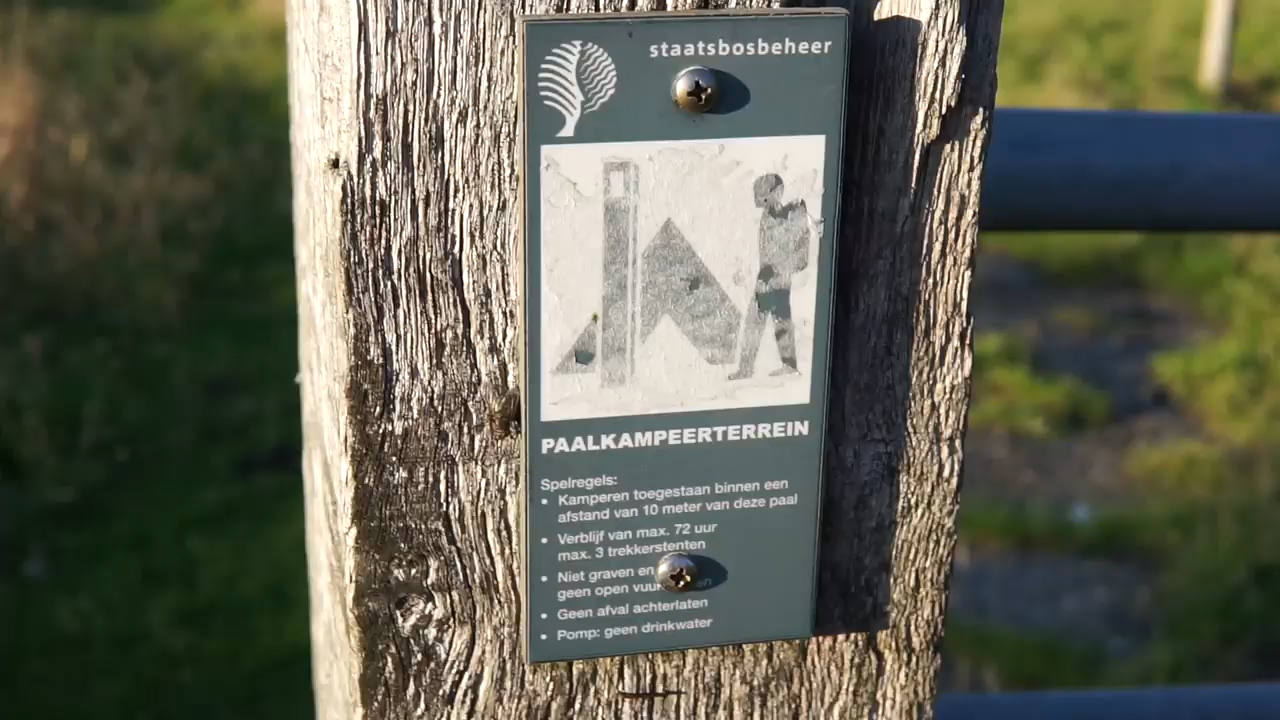 staatsbosbeheer
PAALKAMPEERTERREIN
Spelregels:
• Kamperen toegestaan binnen een
afstand van 10 meter van deze paal
• Verblijf van max. 72 uur
max. 3 trekkerstenten
• Niet graven en
geen open vuur
• Geen afval achterlaten
• Pomp: geen drinkwater